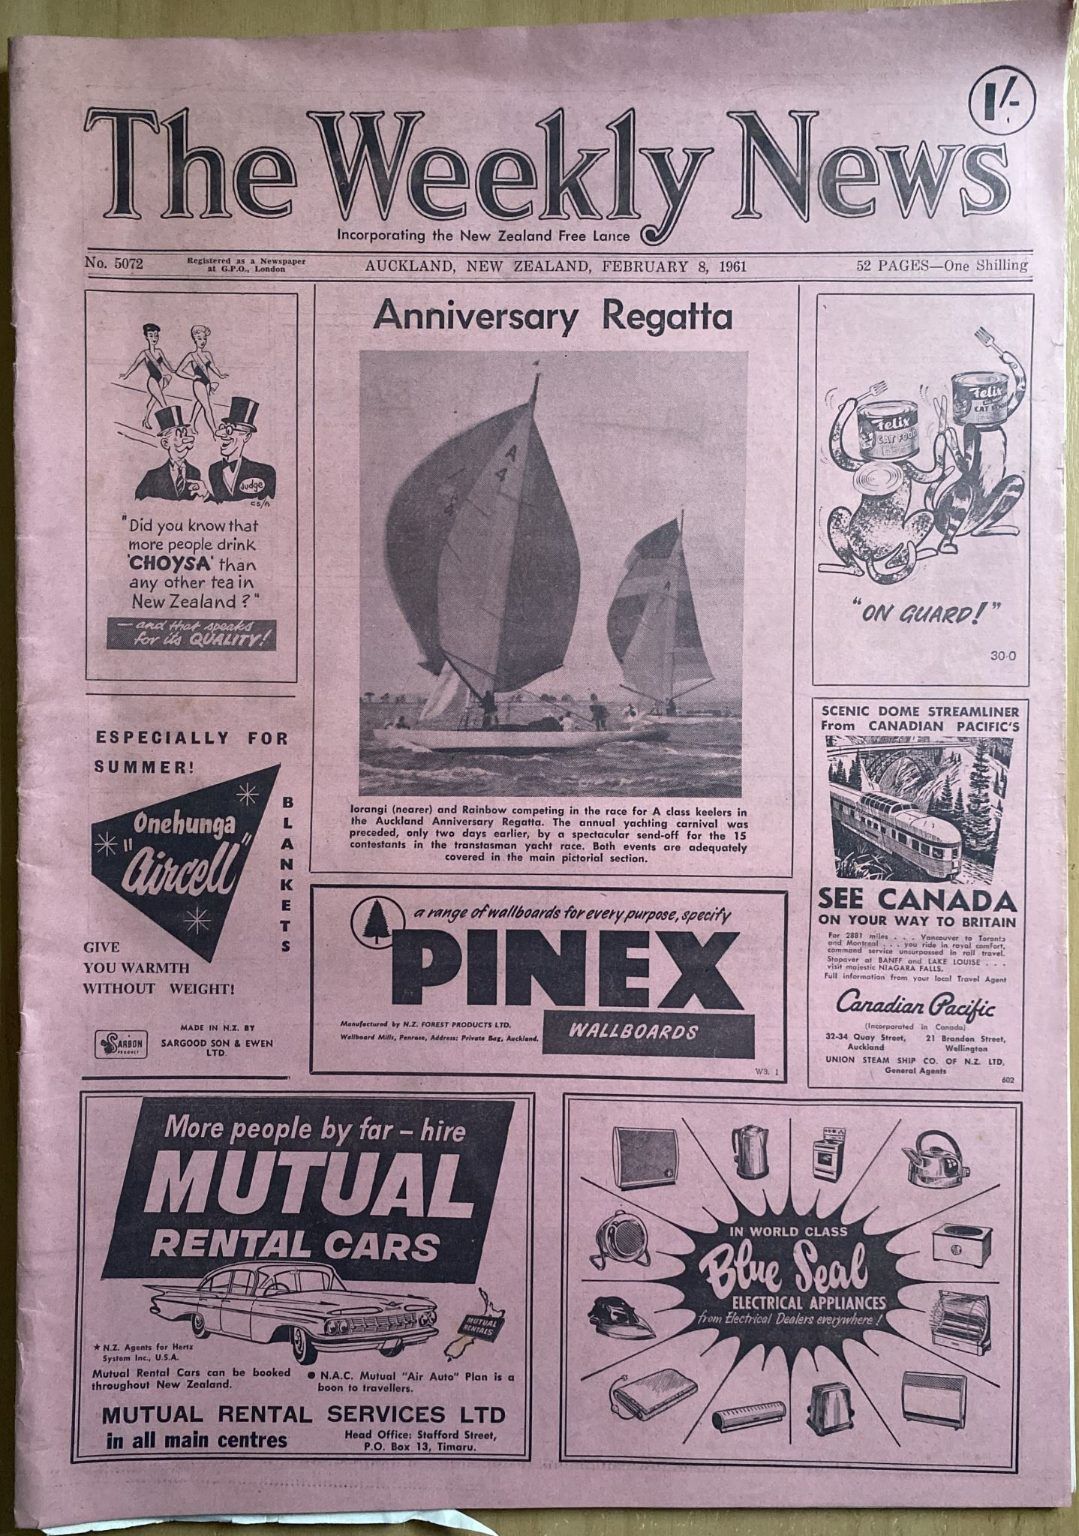 1/-
The Weekly News
Incorporating the New Zealand Free Lance
No. 5072
Registered as a Newspaper
at G.P.O., London
AUCKLAND, NEW ZEALAND, FEBRUARY 8, 1961
52 PAGES—One Shilling
Judge
"Did you know that
more people drink
'CHOYSA' than
any other tea in
New Zealand?"
— and that speaks
for its QUALITY!
Anniversary Regatta
A
4
Iorangi (nearer) and Rainbow competing in the race for A class keelers in
the Auckland Anniversary Regatta. The annual yachting carnival was
preceded, only two days earlier, by a spectacular send-off for the 15
contestants in the transtasman yacht race. Both events are adequately
covered in the main pictorial section.
felix
CAT FOOD
felix
CAT
"ON GUARD!"
30·0
ESPECIALLY FOR
SUMMER!
Onehunga
"Aircell"
BLANKETS
GIVE
YOU WARMTH
WITHOUT WEIGHT!
SARBON
PRODUCT
MADE IN N.Z. BY
SARGOOD SON & EWEN
LTD.
a range of wallboards for every purpose, specify
PINEX
WALLBOARDS
Manufactured by N.Z. FOREST PRODUCTS LTD.
Wallboard Mills, Penrose, Address: Private Bag, Auckland.
W3. 1
SCENIC DOME STREAMLINER
From CANADIAN PACIFIC'S
SEE CANADA
ON YOUR WAY TO BRITAIN
For 2881 miles . . . Vancouver to Toronto
and Montreal . . . you ride in royal comfort,
command service unsurpassed in rail travel.
Stopover at BANFF and LAKE LOUISE . . .
visit majestic NIAGARA FALLS.
Full information from your local Travel Agent
Canadian Pacific
(Incorporated in Canada)
32-34 Quay Street, 21 Brandon Street,
Auckland Wellington
UNION STEAM SHIP CO. OF N.Z. LTD,
General Agents
602
More people by far – hire
MUTUAL
RENTAL CARS
MUTUAL
RENTALS
★ N.Z. Agents for Hertz
System Inc., U.S.A.
Mutual Rental Cars can be booked
throughout New Zealand.
● N.A.C. Mutual "Air Auto" Plan is a
boon to travellers.
MUTUAL RENTAL SERVICES LTD
in all main centres
Head Office: Stafford Street,
P.O. Box 13, Timaru.
IN WORLD CLASS
Blue Seal
ELECTRICAL APPLIANCES
from Electrical Dealers everywhere!